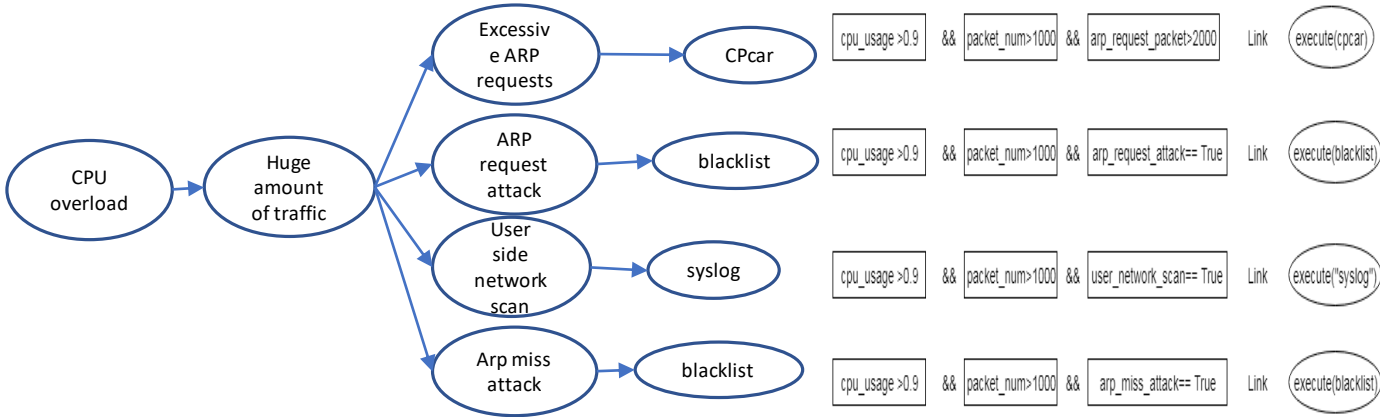 CPU
overload
Huge
amount
of traffic
Excessiv
e ARP
requests
CPcar
ARP
request
attack
blacklist
User
side
network
scan
syslog
Arp miss
attack
blacklist
cpu_usage >0.9 && packet_num>1000 && arp_request_packet>2000 Link execute(cpcar)
cpu_usage >0.9 && packet_num>1000 && arp_request_attack== True Link execute(blacklist)
cpu_usage >0.9 && packet_num>1000 && user_network_scan== True Link execute("syslog")
cpu_usage >0.9 && packet_num>1000 && arp_miss_attack== True Link execute(blacklist)